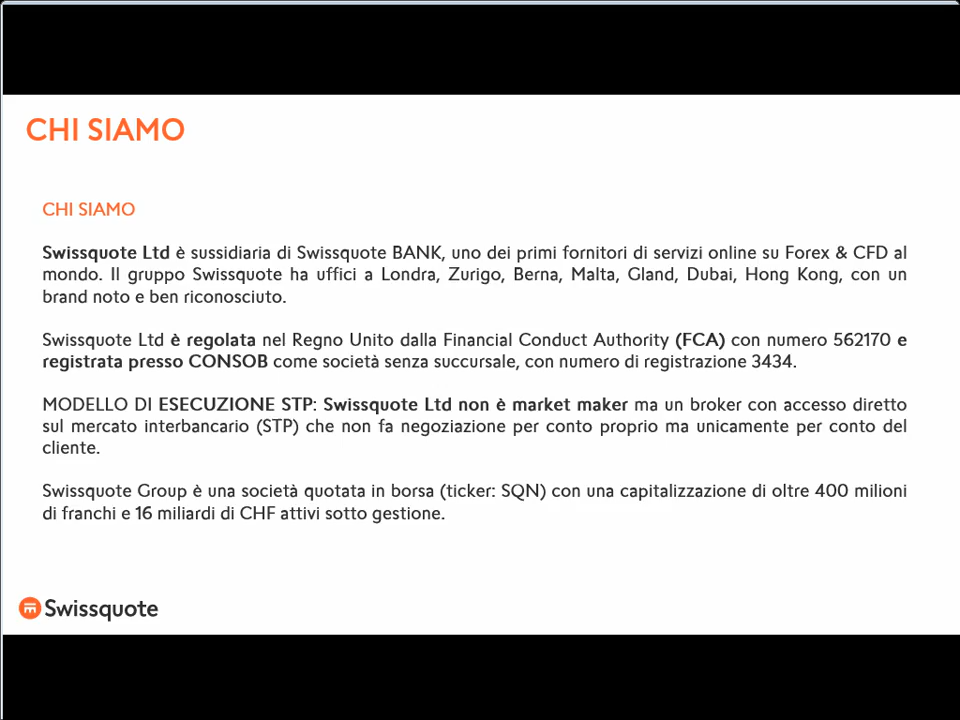 CHI SIAMO
CHI SIAMO
Swissquote Ltd è sussidiaria di Swissquote BANK, uno dei primi fornitori di servizi online su Forex & CFD al
mondo. Il gruppo Swissquote ha uffici a Londra, Zurigo, Berna, Malta, Gland, Dubai, Hong Kong, con un
brand noto e ben riconosciuto.
Swissquote Ltd è regolata nel Regno Unito dalla Financial Conduct Authority (FCA) con numero 562170 e
registrata presso CONSOB come società senza succursale, con numero di registrazione 3434.
MODELLO DI ESECUZIONE STP: Swissquote Ltd non è market maker ma un broker con accesso diretto
sul mercato interbancario (STP) che non fa negoziazione per conto proprio ma unicamente per conto del
cliente.
Swissquote Group è una società quotata in borsa (ticker: SQN) con una capitalizzazione di oltre 400 milioni
di franchi e 16 miliardi di CHF attivi sotto gestione.
Swissquote